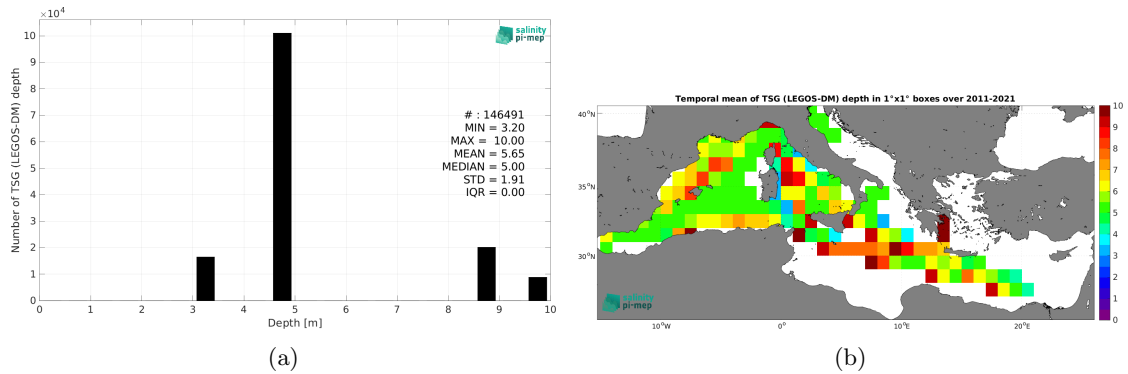 ×10⁴
salinity
pi-mep
10
9
8
7
6
5
4
3
2
1
0
Number of TSG (LEGOS-DM) depth
# : 146491
MIN = 3.20
MAX = 10.00
MEAN = 5.65
MEDIAN = 5.00
STD = 1.91
IQR = 0.00
0 1 2 3 4 5 6 7 8 9 10
Depth [m]
(a)
Temporal mean of TSG (LEGOS-DM) depth in 1°x1° boxes over 2011-2021
40°N
35°N
30°N
10°W 0° 10°E 20°E
salinity
pi-mep
10
9
8
7
6
5
4
3
2
1
0
(b)